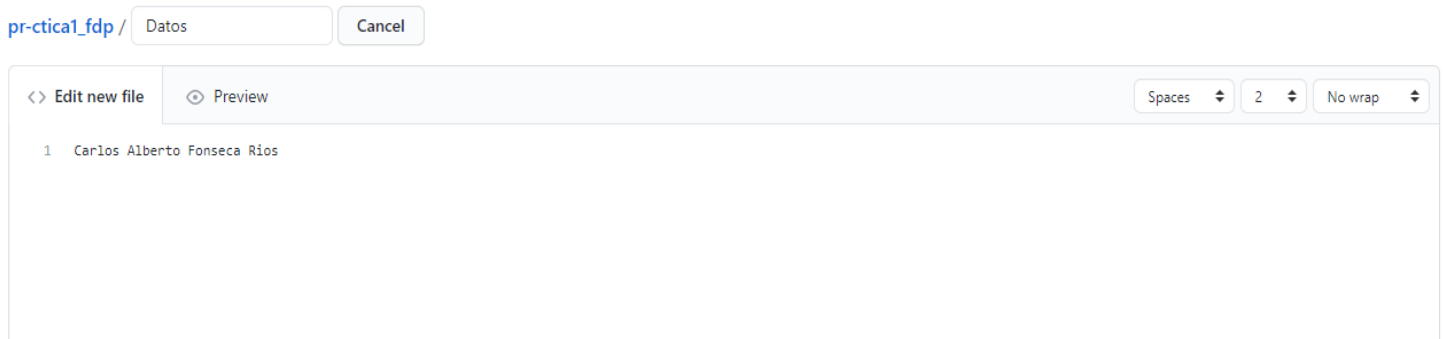 pr-ctica1_fdp / Datos Cancel
<> Edit new file Preview Spaces 2 No wrap
1 Carlos Alberto Fonseca Rios